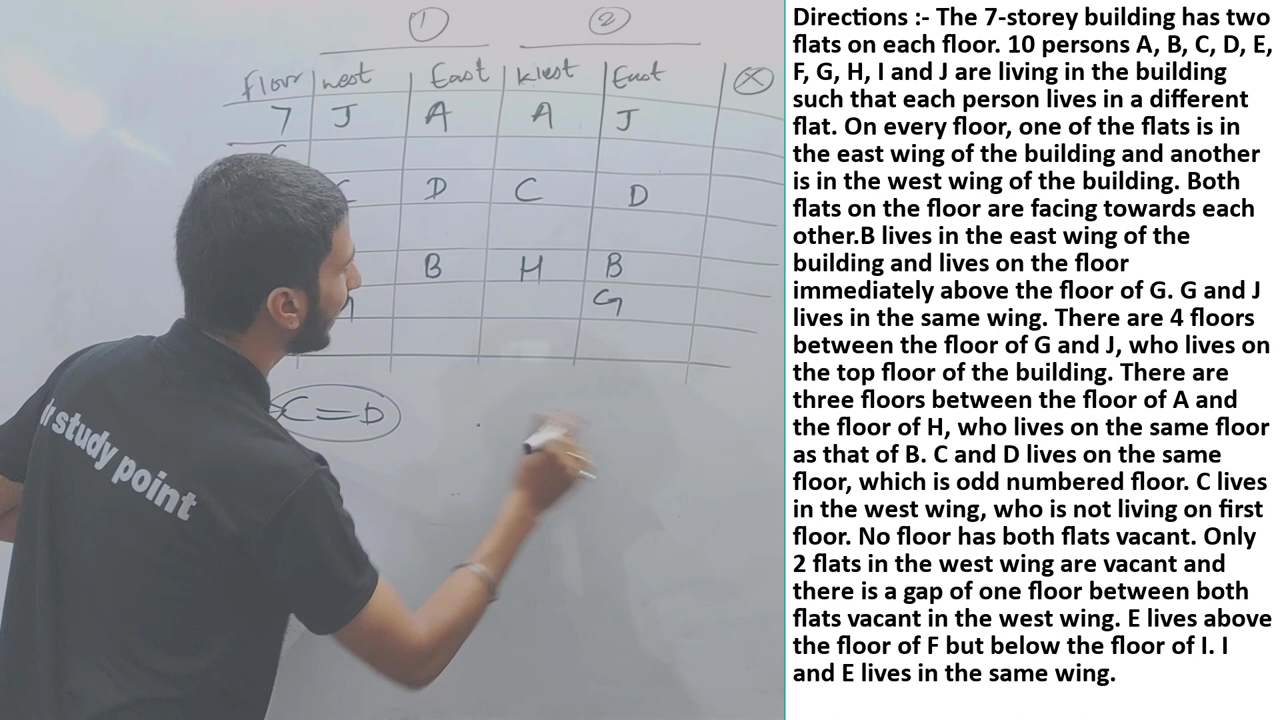 ① ②
Floor west East West East ⊗
7 J A A J
C D C D
B H B
G G
C = D
r study point
Directions :- The 7-storey building has two
flats on each floor. 10 persons A, B, C, D, E,
F, G, H, I and J are living in the building
such that each person lives in a different
flat. On every floor, one of the flats is in
the east wing of the building and another
is in the west wing of the building. Both
flats on the floor are facing towards each
other.B lives in the east wing of the
building and lives on the floor
immediately above the floor of G. G and J
lives in the same wing. There are 4 floors
between the floor of G and J, who lives on
the top floor of the building. There are
three floors between the floor of A and
the floor of H, who lives on the same floor
as that of B. C and D lives on the same
floor, which is odd numbered floor. C lives
in the west wing, who is not living on first
floor. No floor has both flats vacant. Only
2 flats in the west wing are vacant and
there is a gap of one floor between both
flats vacant in the west wing. E lives above
the floor of F but below the floor of I. I
and E lives in the same wing.